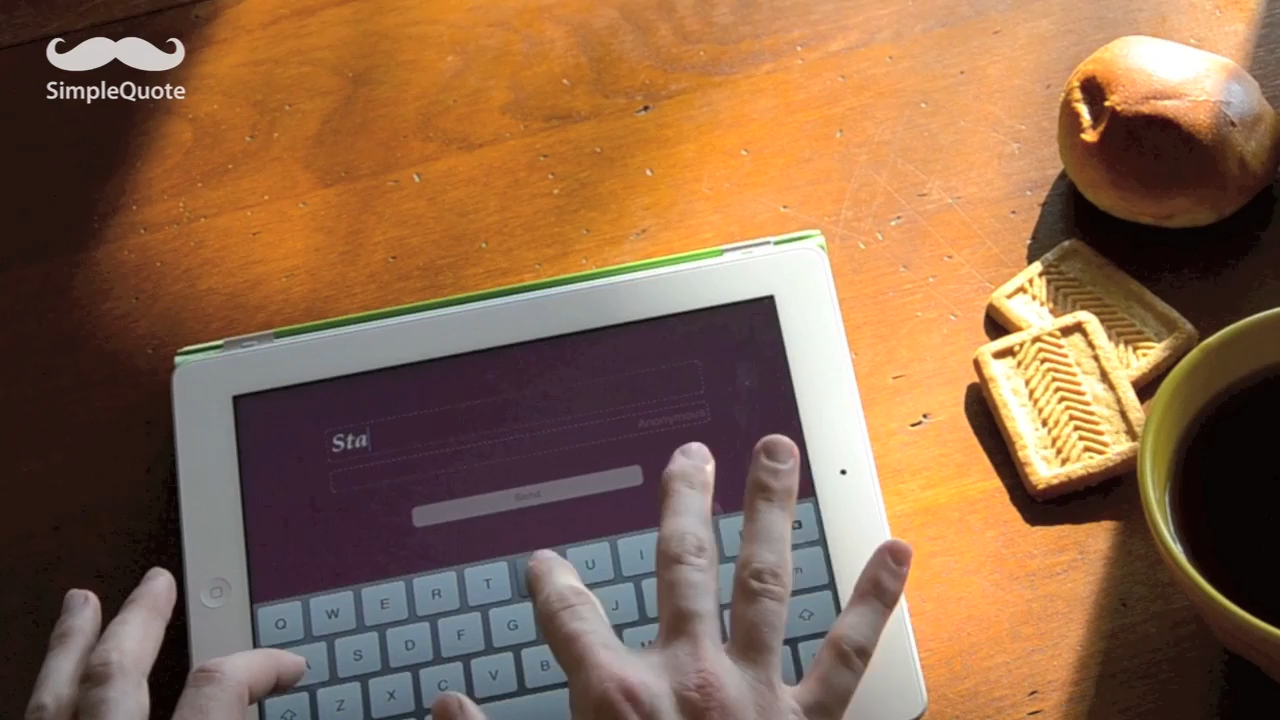 SimpleQuote
Sta
Anonymous
Send
Q W E R T U I
A S D F G J
Z X C V B